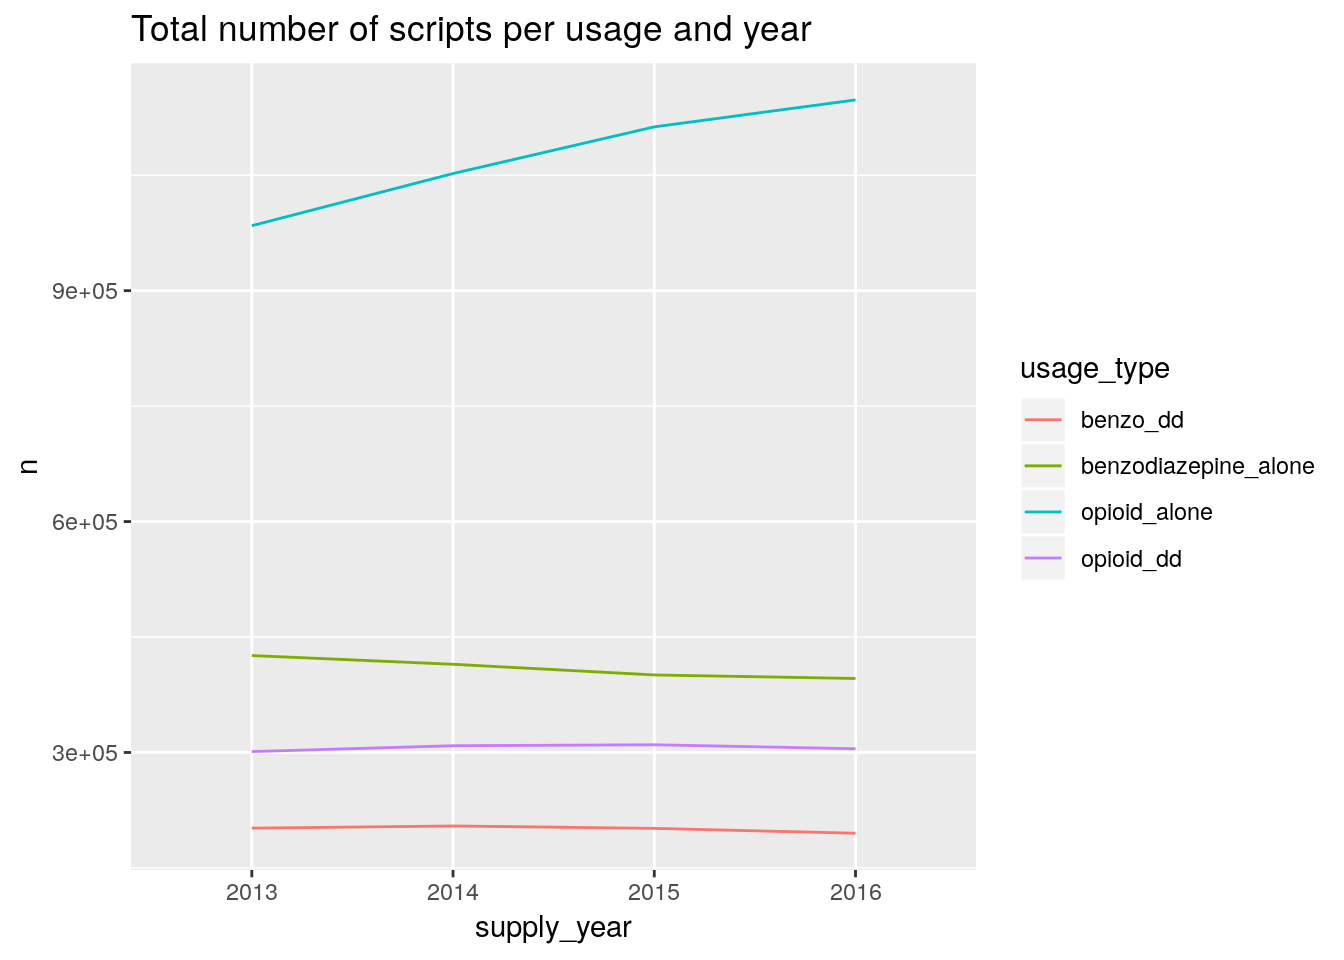 Total number of scripts per usage and year
n
9e+05
6e+05
3e+05
2013 2014 2015 2016
supply_year
usage_type
benzo_dd
benzodiazepine_alone
opioid_alone
opioid_dd